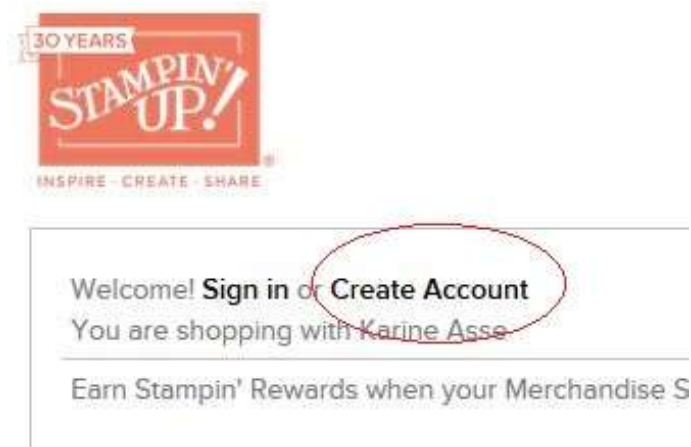 30 YEARS
STAMPIN'
UP!®
INSPIRE · CREATE · SHARE
Welcome! Sign in or Create Account
You are shopping with Karine Asse
Earn Stampin' Rewards when your Merchandise S